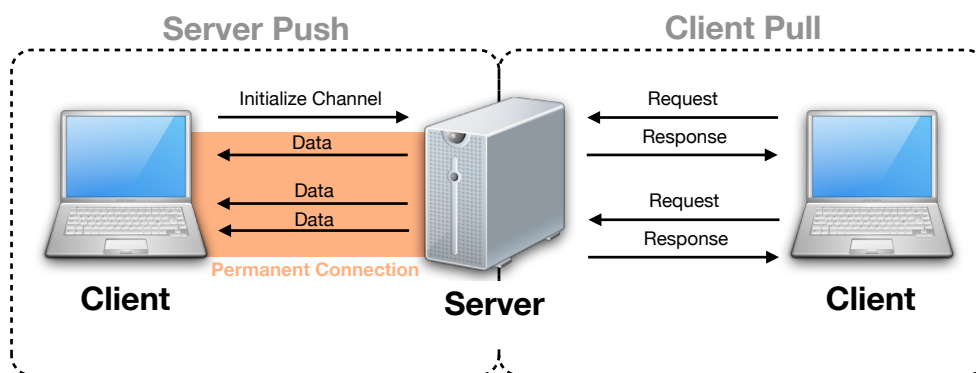 Server Push
Client Pull
Initialize Channel
Data
Data
Data
Permanent Connection
Client
Server
Request
Response
Request
Response
Client